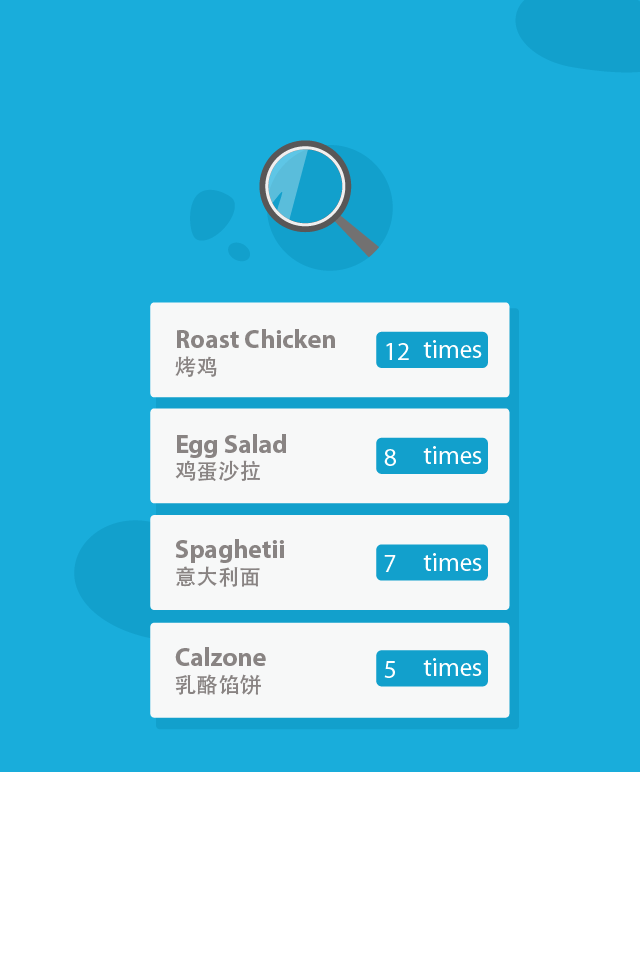 Roast Chicken
烤鸡
12 times
Egg Salad
鸡蛋沙拉
8 times
Spaghetii
意大利面
7 times
Calzone
乳酪馅饼
5 times